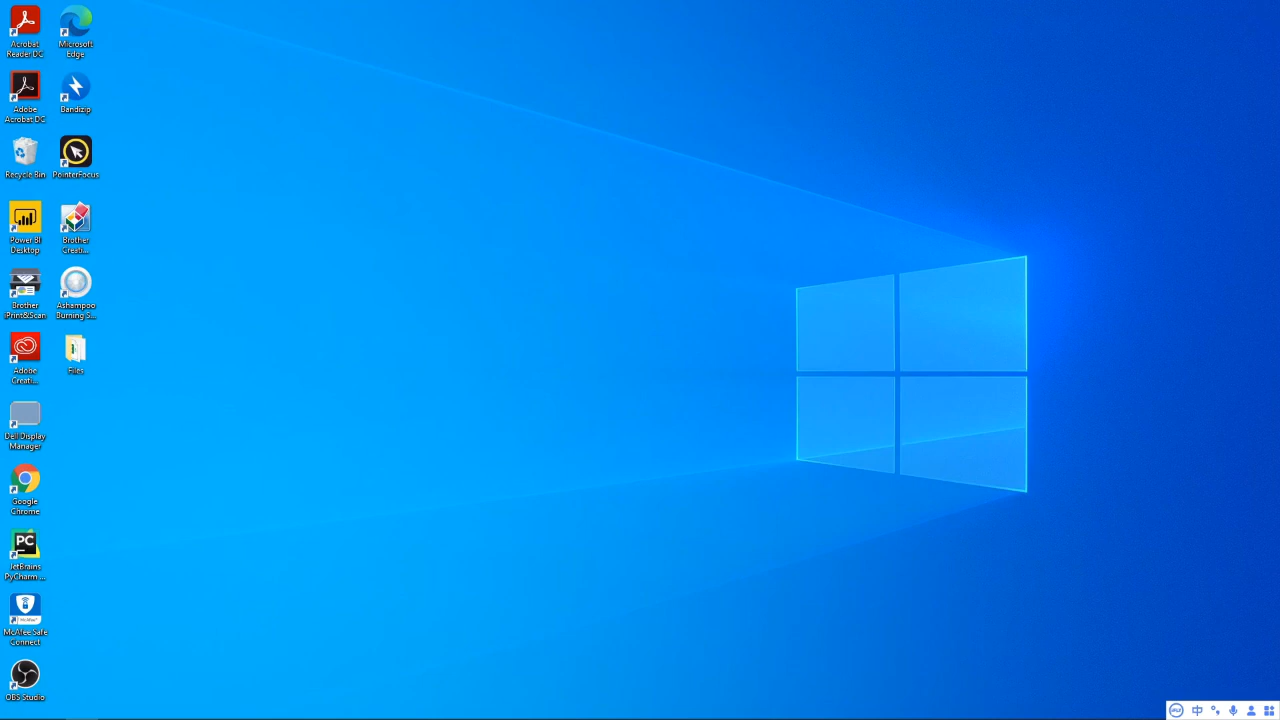 Acrobat
Reader DC
Microsoft
Edge
Adobe
Acrobat DC
Bandizip
Recycle Bin
PointerFocus
Power BI
Desktop
Brother
Creati...
Brother
iPrint&Scan
Ashampoo
Burning S...
Adobe
Creati...
Files
Dell Display
Manager
Google
Chrome
PC
JetBrains
PyCharm ...
McAfee
McAfee Safe
Connect
OBS Studio
中